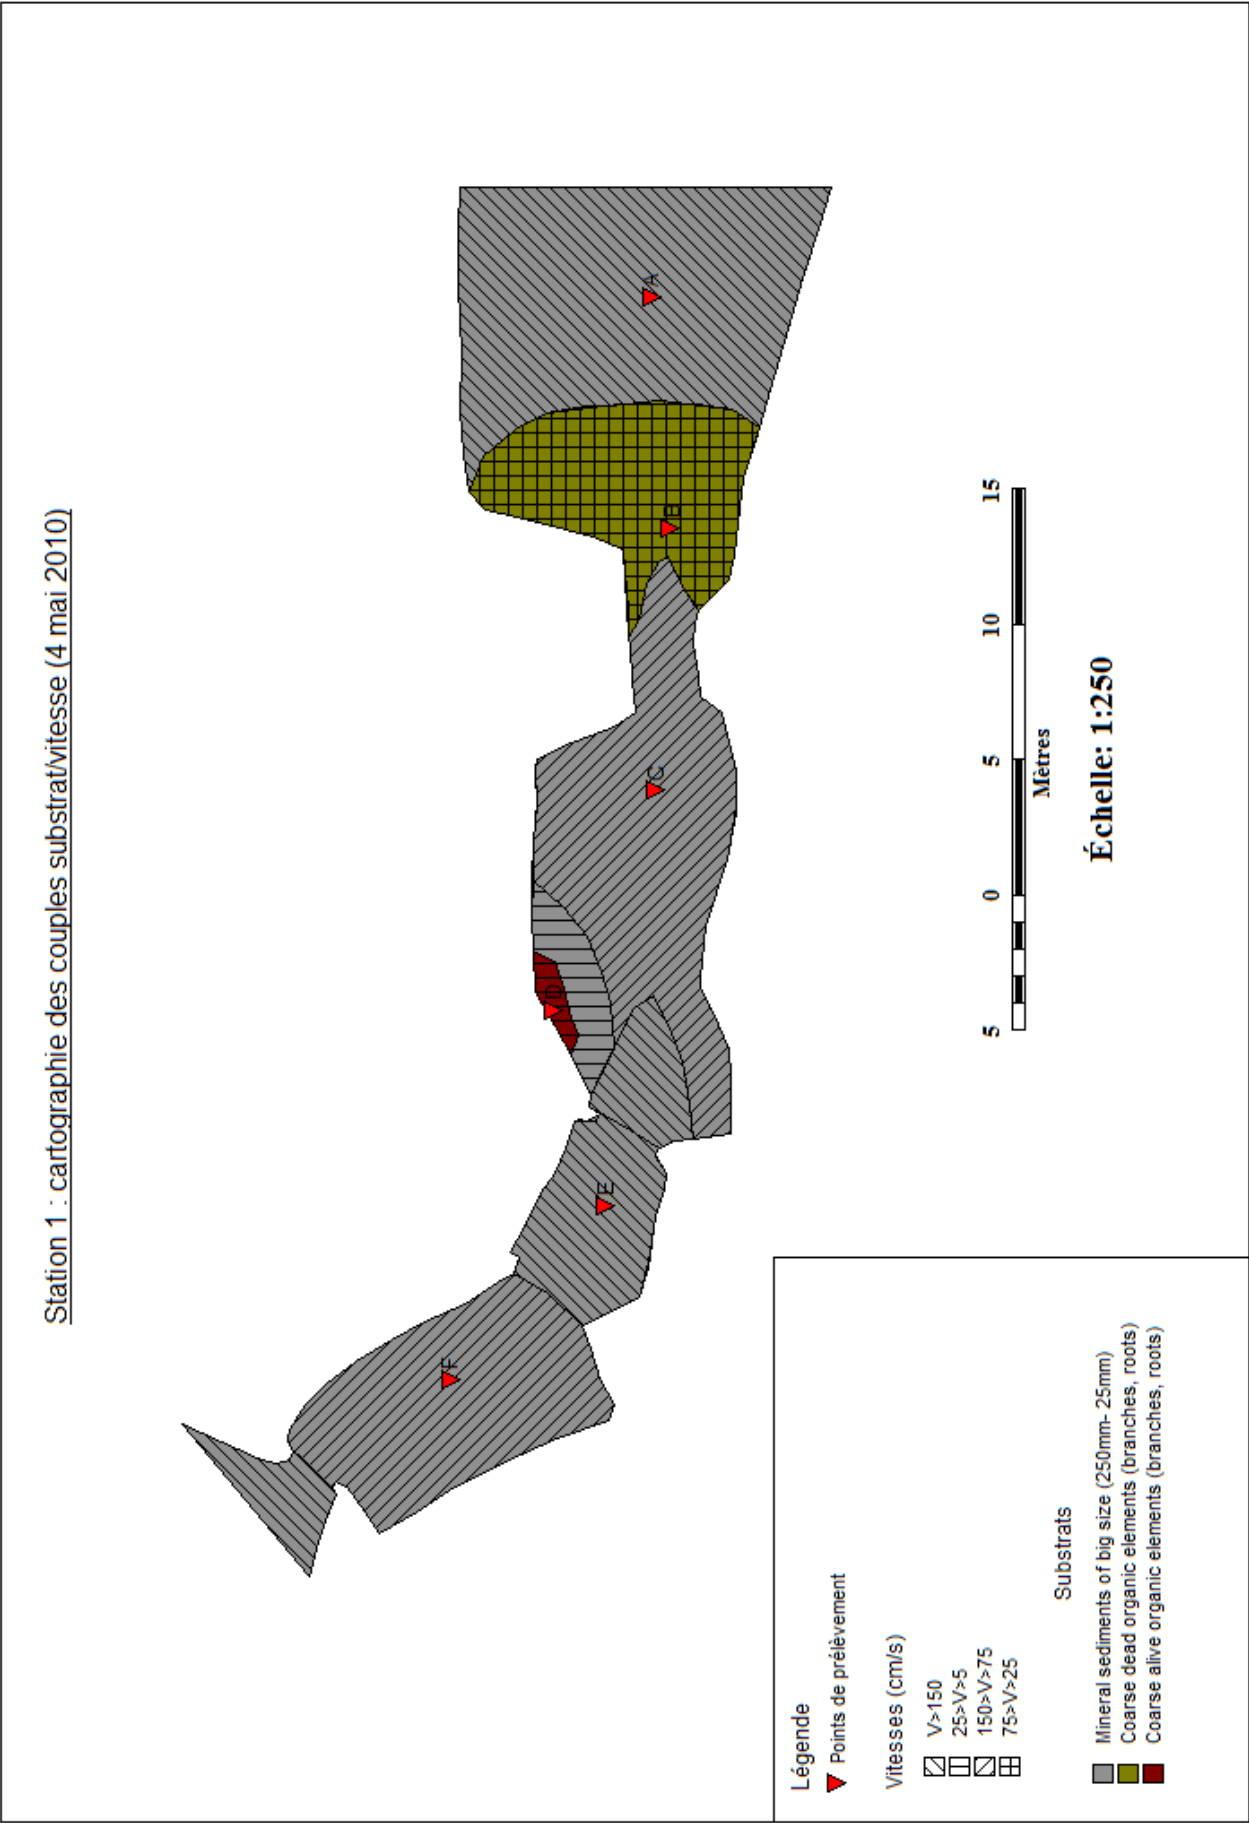 Station 1 : cartographie des couples substrat/vitesse (4 mai 2010)
F
E
D
C
B
A
5 0 5 10 15
Mètres
Échelle: 1:250
Légende
Points de prélèvement
Vitesses (cm/s)
V>150
25>V>5
150>V>75
75>V>25
Substrats
Mineral sediments of big size (250mm- 25mm)
Coarse dead organic elements (branches, roots)
Coarse alive organic elements (branches, roots)